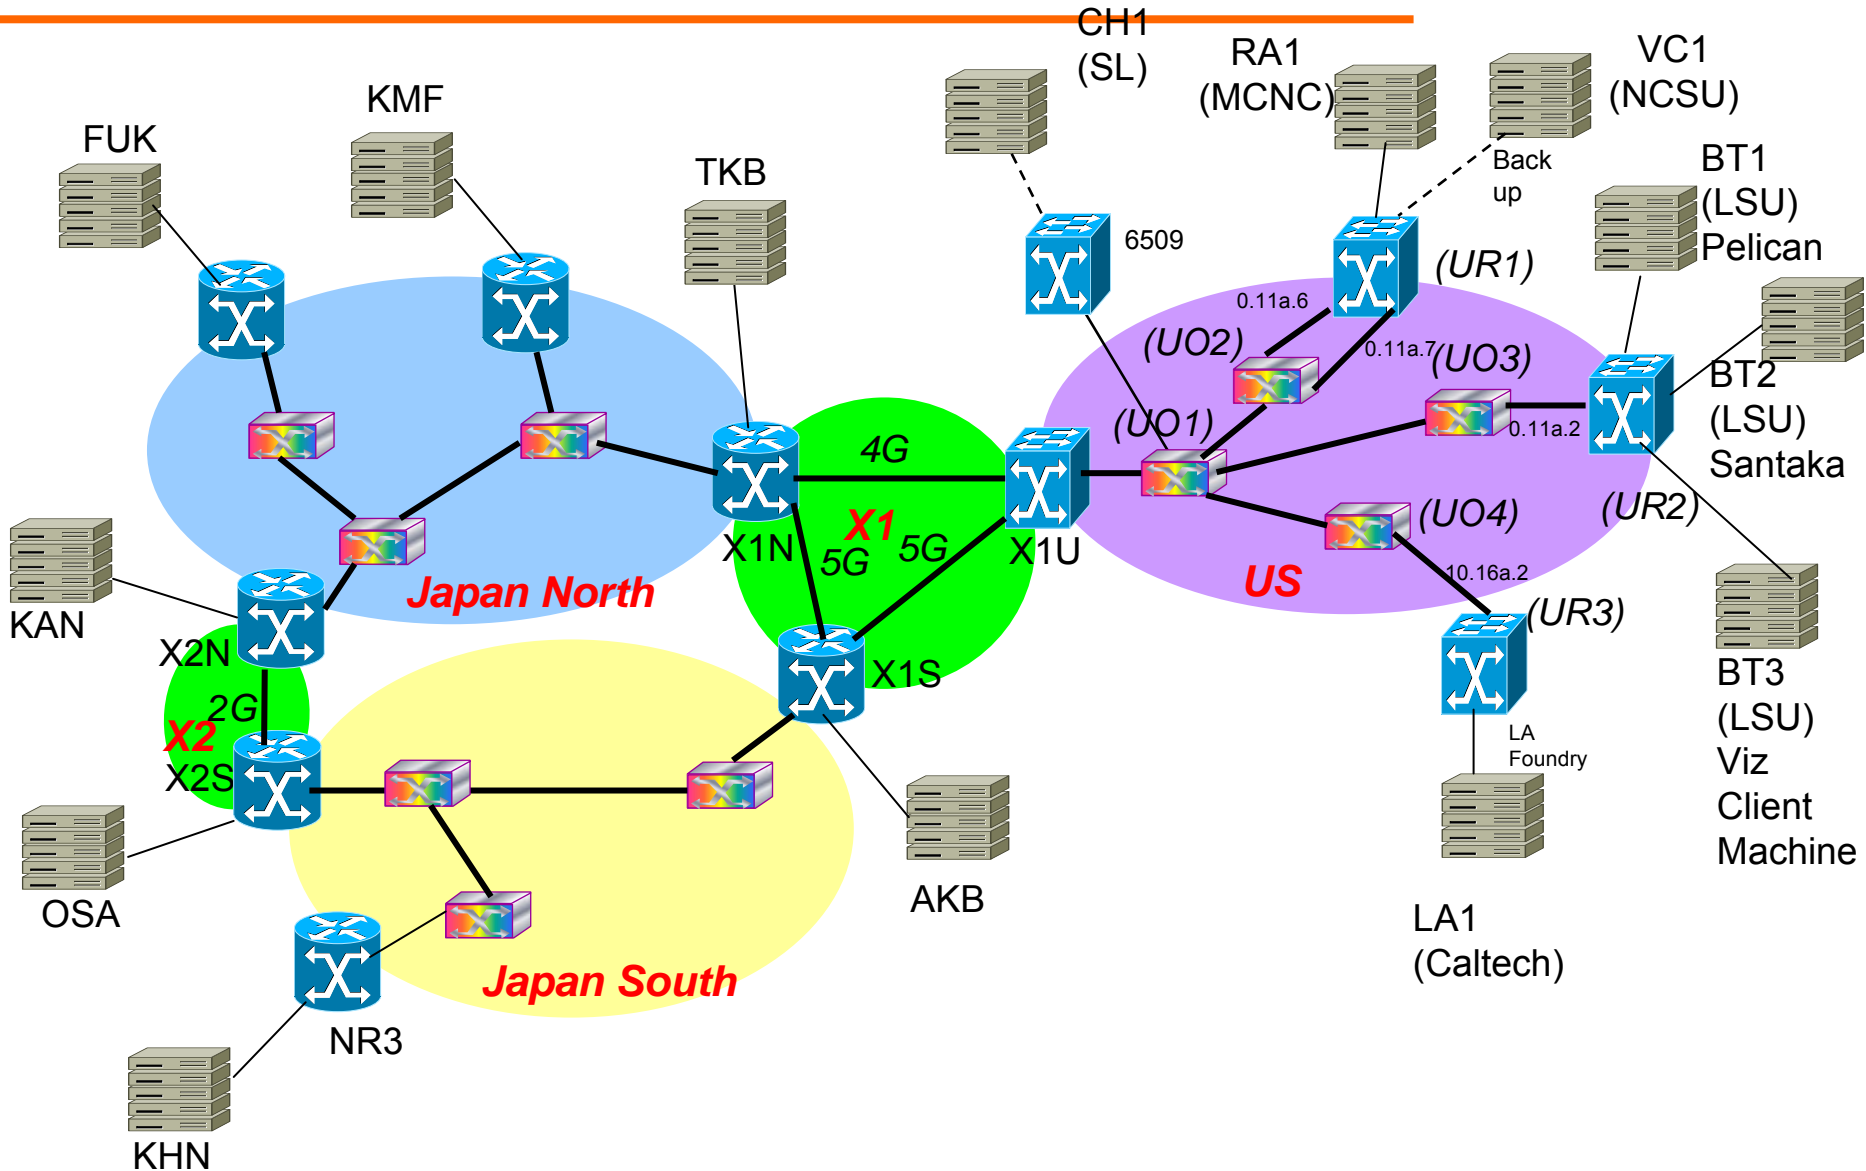 CH1
(SL)
RA1
(MCNC)
VC1
(NCSU)
KMF
FUK
TKB
Back
up
BT1
(LSU)
Pelican
6509
(UR1)
0.11a.6
(UO2)
0.11a.7
(UO3)
BT2
(LSU)
Santaka
(UO1)
0.11a.2
4G
X1
5G
5G
X1N
X1U
(UO4)
(UR2)
Japan North
US
10.16a.2
(UR3)
KAN
X2N
2G
X2
X2S
X1S
BT3
(LSU)
Viz
Client
Machine
LA
Foundry
OSA
AKB
LA1
(Caltech)
Japan South
NR3
KHN